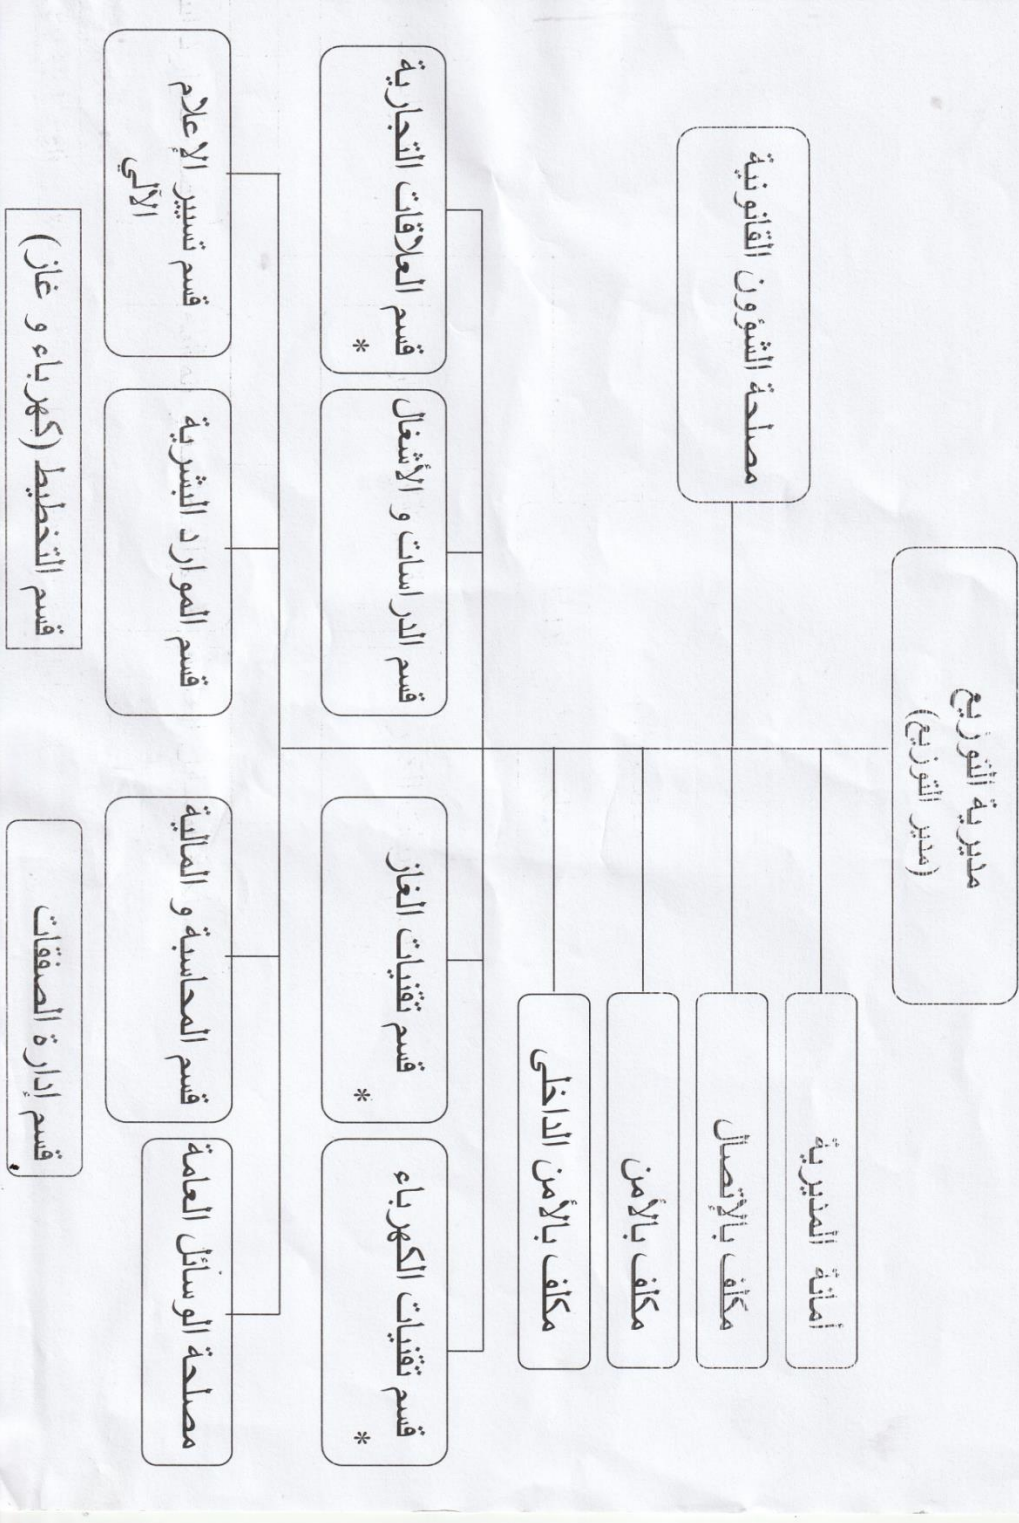 مديرية التوزيع
(مدير التوزيع)
أمانة المديرية
مصلحة الشؤون القانونية
مكلف بالإتصال
مكلف بالأمن
مكلف بالأمن الداخلى
قسم تقنيات الكهرباء
*
قسم تقنيات الغاز
*
قسم الدراسات و الأشغال
قسم العلاقات التجارية
*
مصلحة الوسائل العامة
قسم المحاسبة و المالية
قسم الموارد البشرية
قسم تسيير الإعلام
الآلي
قسم إدارة الصفقات
قسم التخطيط (كهرباء و غاز)